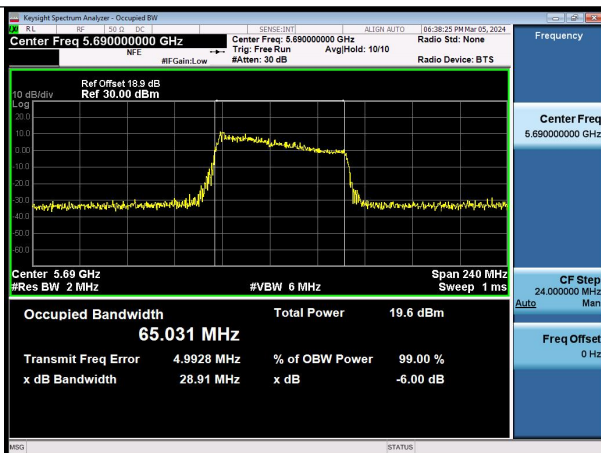 Keysight Spectrum Analyzer - Occupied BW
RL RF 50 Ω DC SENSE:INT ALIGN AUTO 06:38:25 PM Mar 05, 2024
Center Freq 5.690000000 GHz
NFE
#IFGain:Low
Center Freq: 5.690000000 GHz
Trig: Free Run Avg|Hold: 10/10
#Atten: 30 dB
Radio Std: None
Radio Device: BTS
Frequency
Ref Offset 18.9 dB
10 dB/div Ref 30.00 dBm
Log
20.0
10.0
0.00
-10.0
-20.0
-30.0
-40.0
-50.0
-60.0
Center 5.69 GHz Span 240 MHz
#Res BW 2 MHz #VBW 6 MHz Sweep 1 ms
Occupied Bandwidth Total Power 19.6 dBm
65.031 MHz
Transmit Freq Error 4.9928 MHz % of OBW Power 99.00 %
x dB Bandwidth 28.91 MHz x dB -6.00 dB
Center Freq
5.690000000 GHz
CF Step
24.000000 MHz
Auto Man
Freq Offset
0 Hz
MSG STATUS